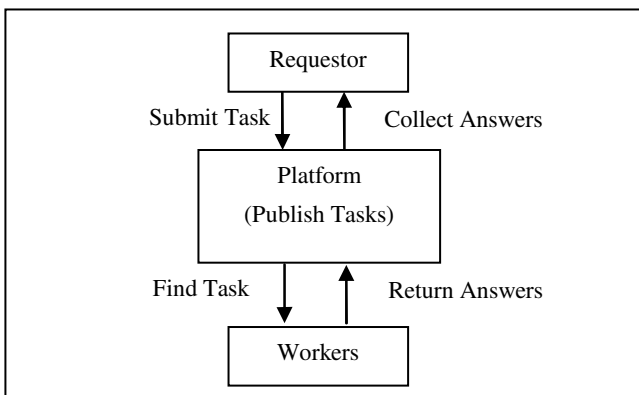 Requestor
Submit Task
Collect Answers
Platform
(Publish Tasks)
Find Task
Return Answers
Workers